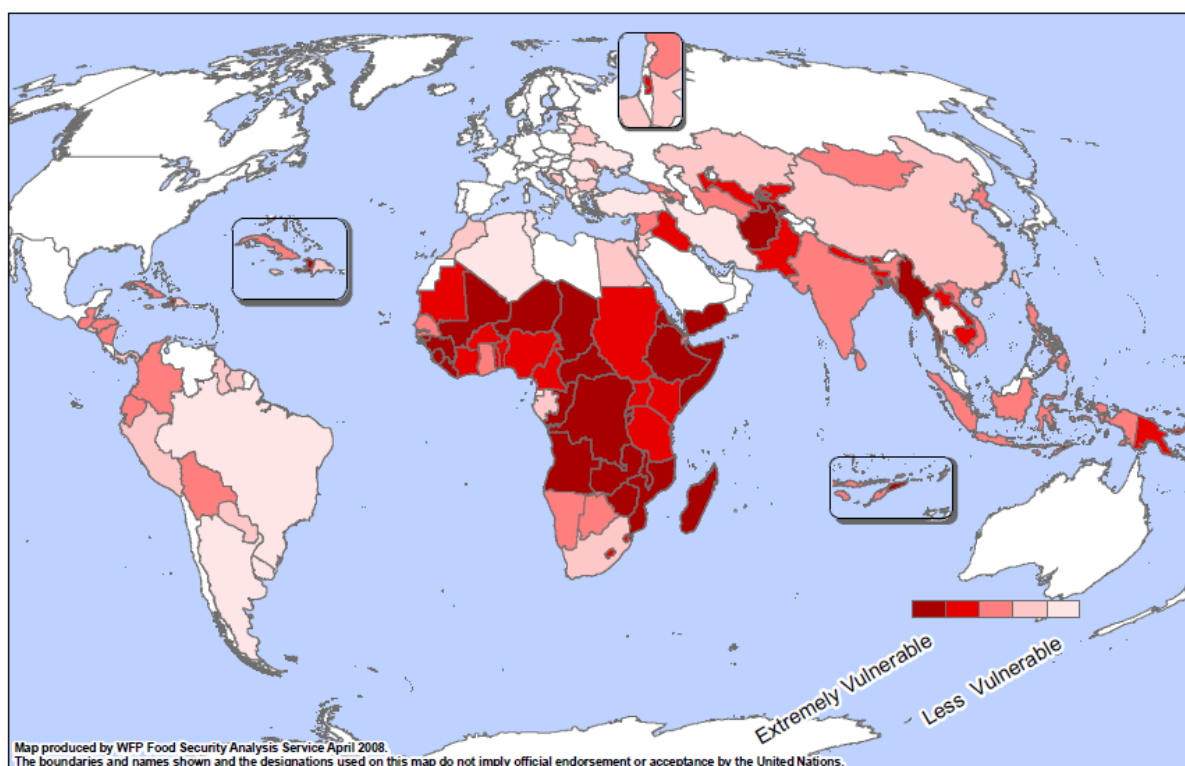 Extremely Vulnerable
Less Vulnerable
Map produced by WFP Food Security Analysis Service April 2008.
The boundaries and names shown and the designations used on this map do not imply official endorsement or acceptance by the United Nations.